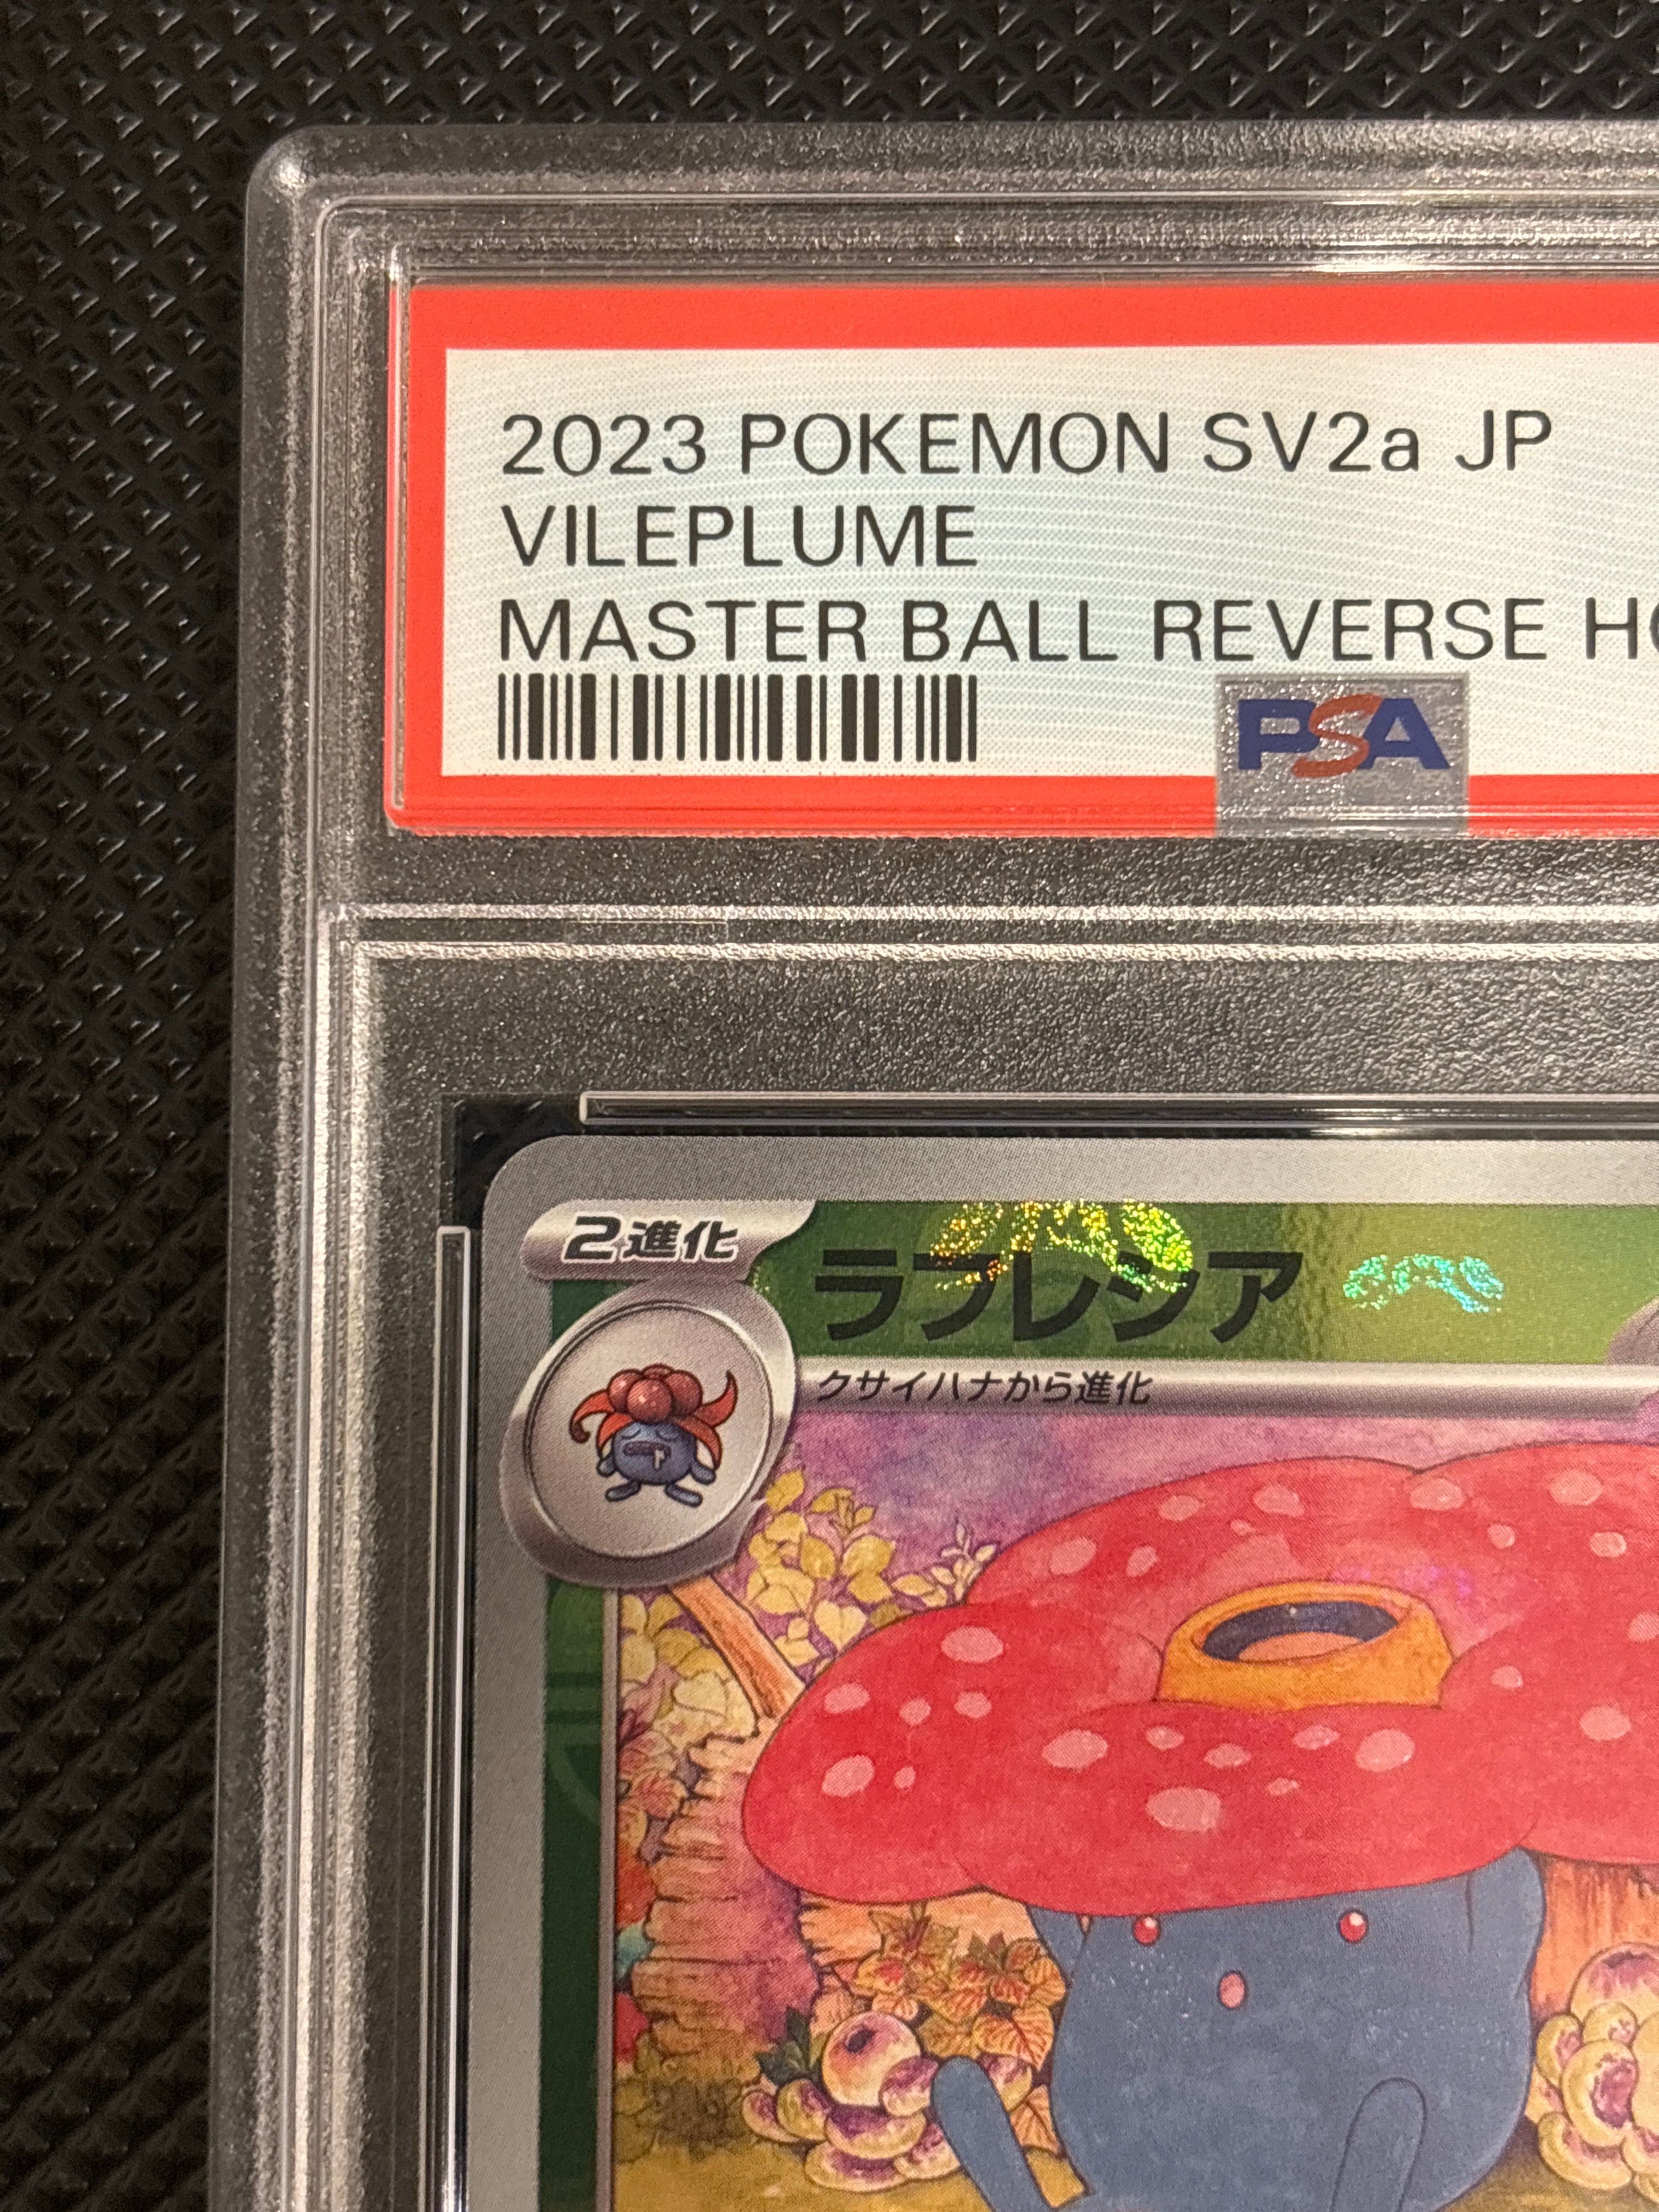 2023 POKEMON SV2a JP
VILEPLUME
MASTER BALL REVERSE HO
PSA
2進化
ラフレシア
クサイハナから進化